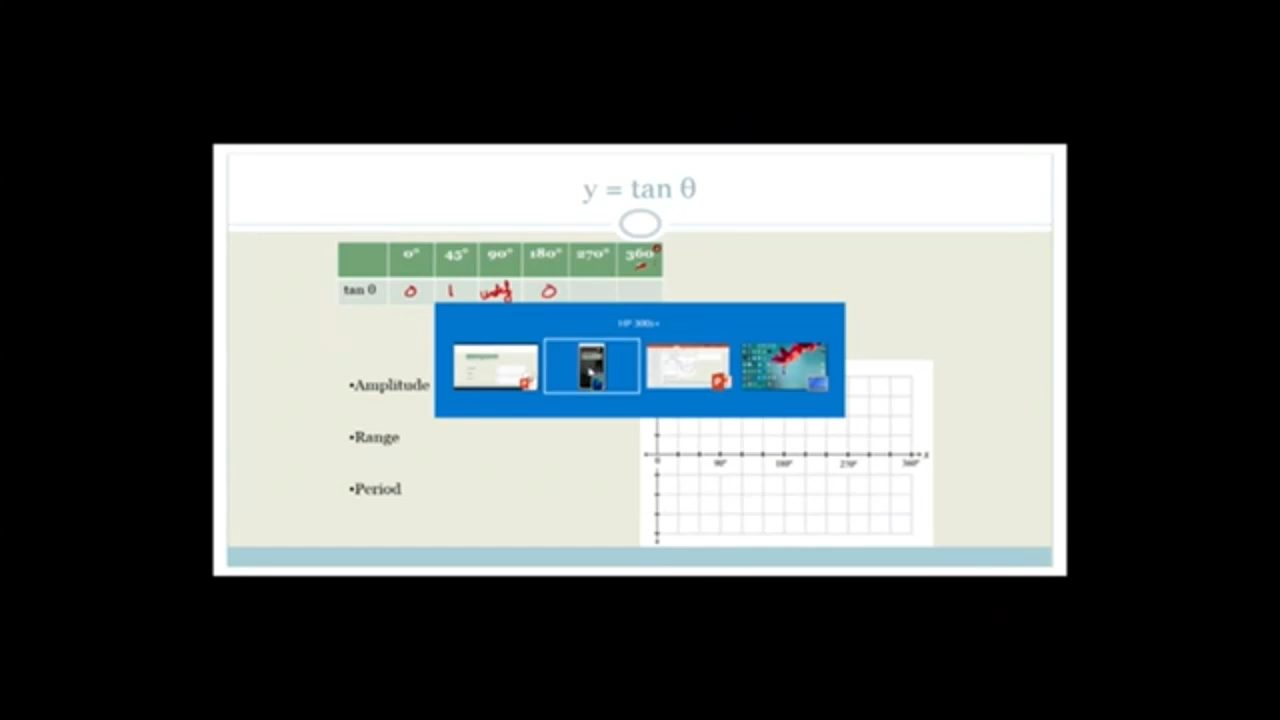 y = tan θ
0° 45° 90° 180° 270° 360°
tan θ 0 1 undef 0
•Amplitude
•Range
•Period
0 90° 180° 270° 360° x